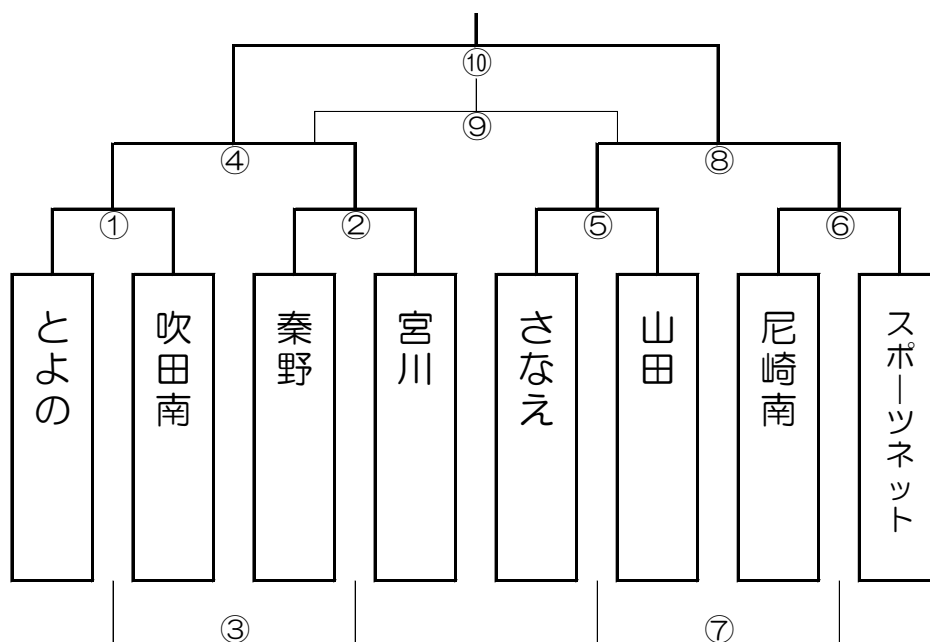 ⑩
⑨
④
⑧
①
②
⑤
⑥
とよの
吹田南
秦野
宮川
さなえ
山田
尼崎南
スポーツネット
③
⑦